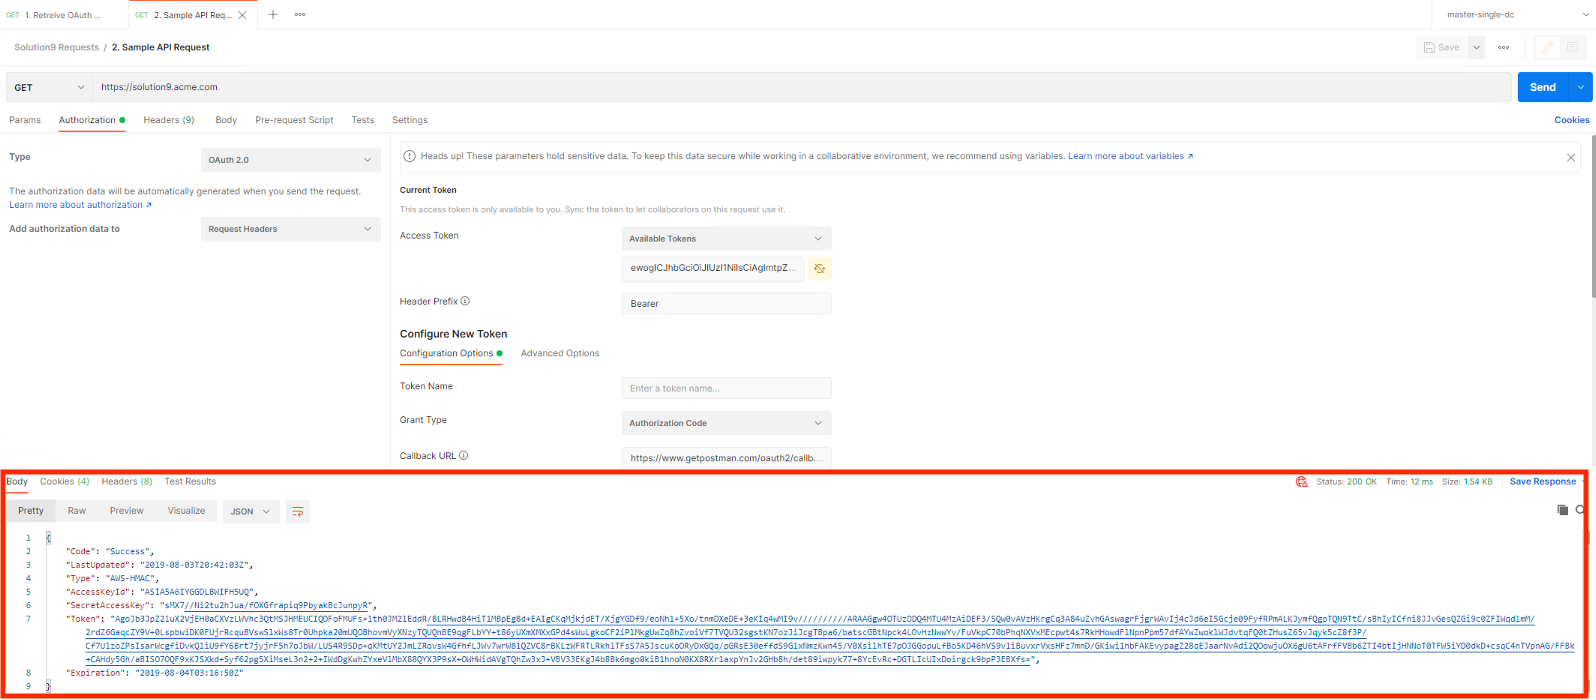 GET 1. Retreive OAuth ...
GET 2. Sample API Req...
master-single-dc
Solution9 Requests / 2. Sample API Request
Save
GET
https://solution9.acme.com
Send
Params Authorization Headers (9) Body Pre-request Script Tests Settings
Cookies
Type
OAuth 2.0
The authorization data will be automatically generated when you send the request.
Learn more about authorization ↗
Add authorization data to
Request Headers
Heads up! These parameters hold sensitive data. To keep this data secure while working in a collaborative environment, we recommend using variables. Learn more about variables ↗
Current Token
This access token is only available to you. Sync the token to let collaborators on this request use it.
Access Token
Available Tokens
Header Prefix
Bearer
Configure New Token
Configuration Options Advanced Options
Token Name
Enter a token name...
Grant Type
Authorization Code
Callback URL
https://www.getpostman.com/oauth2/callb...
Body Cookies (4) Headers (8) Test Results
Status: 200 OK Time: 12 ms Size: 1.54 KB Save Response
Pretty Raw Preview Visualize JSON
1 {
2 "Code": "Success",
3 "LastUpdated": "2019-08-03T20:42:03Z",
4 "Type": "AWS-HMAC",
5 "AccessKeyId": "ASIA5A6IYGGDLBWIFH5UQ",
6 "SecretAccessKey": "sMX7//Ni2tu2hJua/fOXGfrapiq9PbyakBcJunpyR",
7 "Token":
8 "Expiration": "2019-08-04T03:16:50Z"
9 }